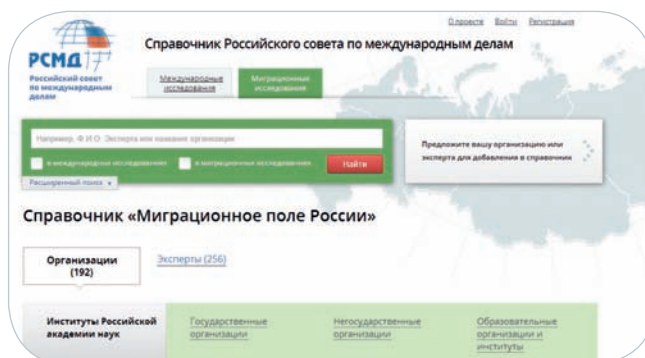 О проекте Войти Регистрация
Справочник Российского совета по международным делам
РСМД
Российский совет
по международным
делам
Международные
исследования
Миграционные
исследования
Например, Ф.И.О. Эксперта или название организации
в международных исследованиях
в миграционных исследованиях
Найти
Расширенный поиск
Предложите вашу организацию или
эксперта для добавления в справочник
Справочник «Миграционное поле России»
Организации
(192)
Эксперты (256)
Институты Российской
академии наук
Государственные
организации
Негосударственные
организации
Образовательные
организации и
институты